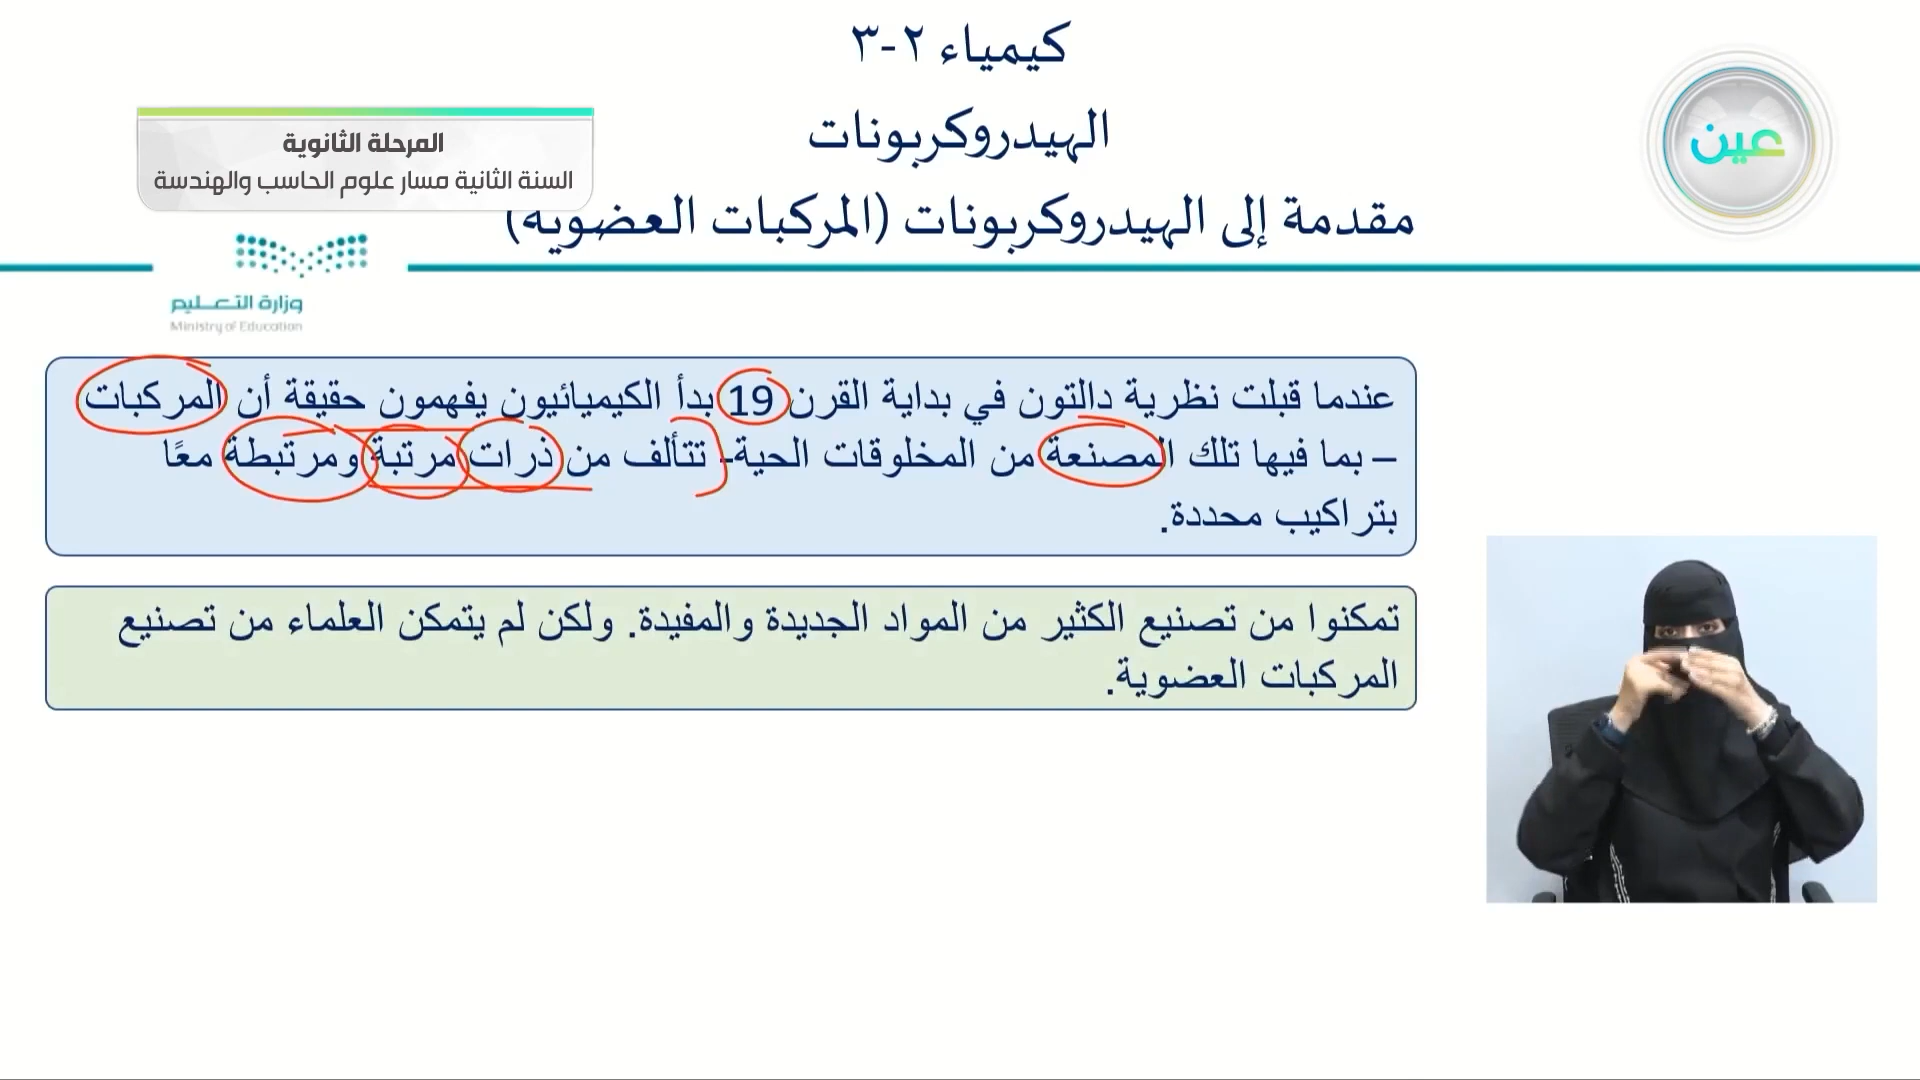 كيمياء ٢-٣
الهيدروكربونات
مقدمة إلى الهيدروكربونات (المركبات العضوية)
عين
المرحلة الثانوية
السنة الثانية مسار علوم الحاسب والهندسة
وزارة التعليم
Ministry of Education
عندما قبلت نظرية دالتون في بداية القرن 19 بدأ الكيميائيون يفهمون حقيقة أن المركبات
– بما فيها تلك المصنعة من المخلوقات الحية- تتألف من ذرات مرتبة ومرتبطة معًا
بتراكيب محددة.
تمكنوا من تصنيع الكثير من المواد الجديدة والمفيدة. ولكن لم يتمكن العلماء من تصنيع
المركبات العضوية.